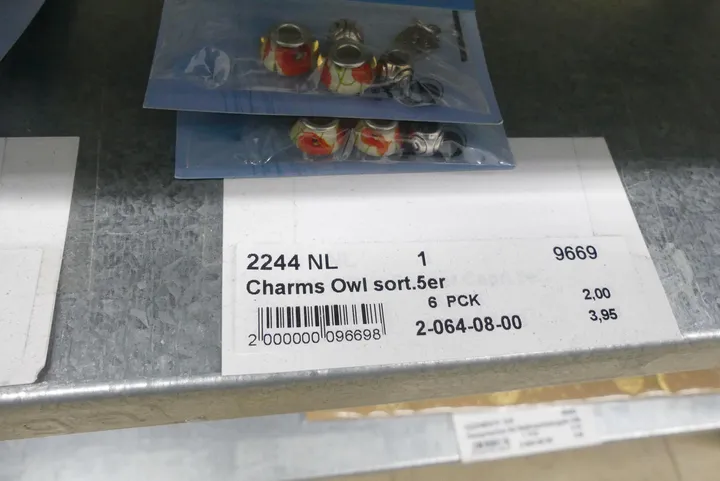 2244 NL 1 9669
Charms Owl sort.5er
6 PCK 2,00
2-064-08-00 3,95
2 000000 096698